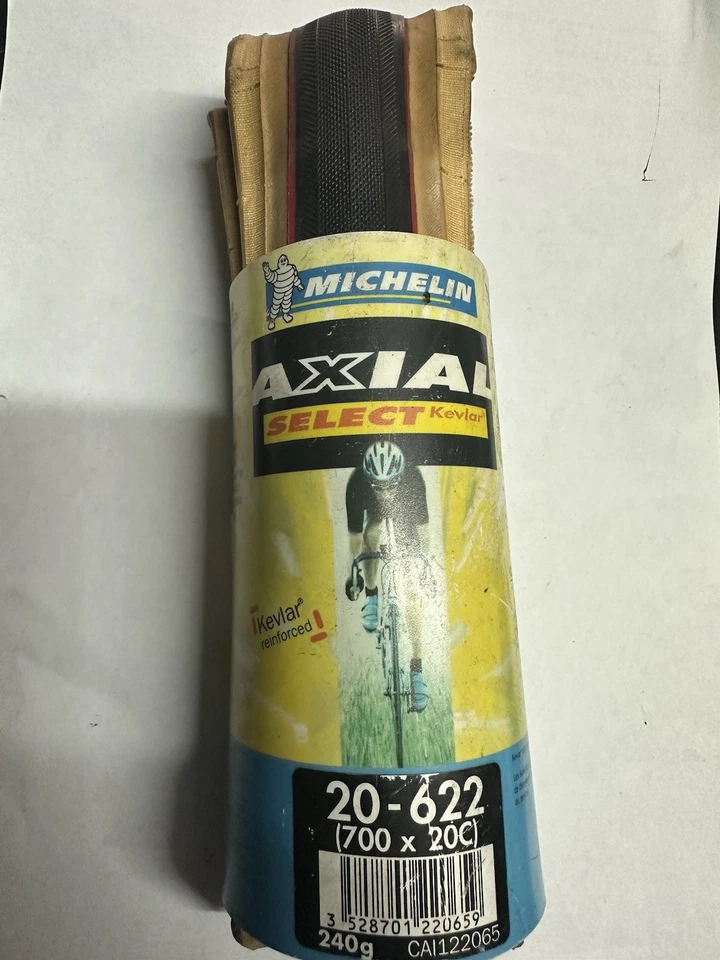 MICHELIN
AXIAL
SELECT Kevlar®
Kevlar®
reinforced
20-622
(700 x 20C)
3 528701 220659
240g CAI122065